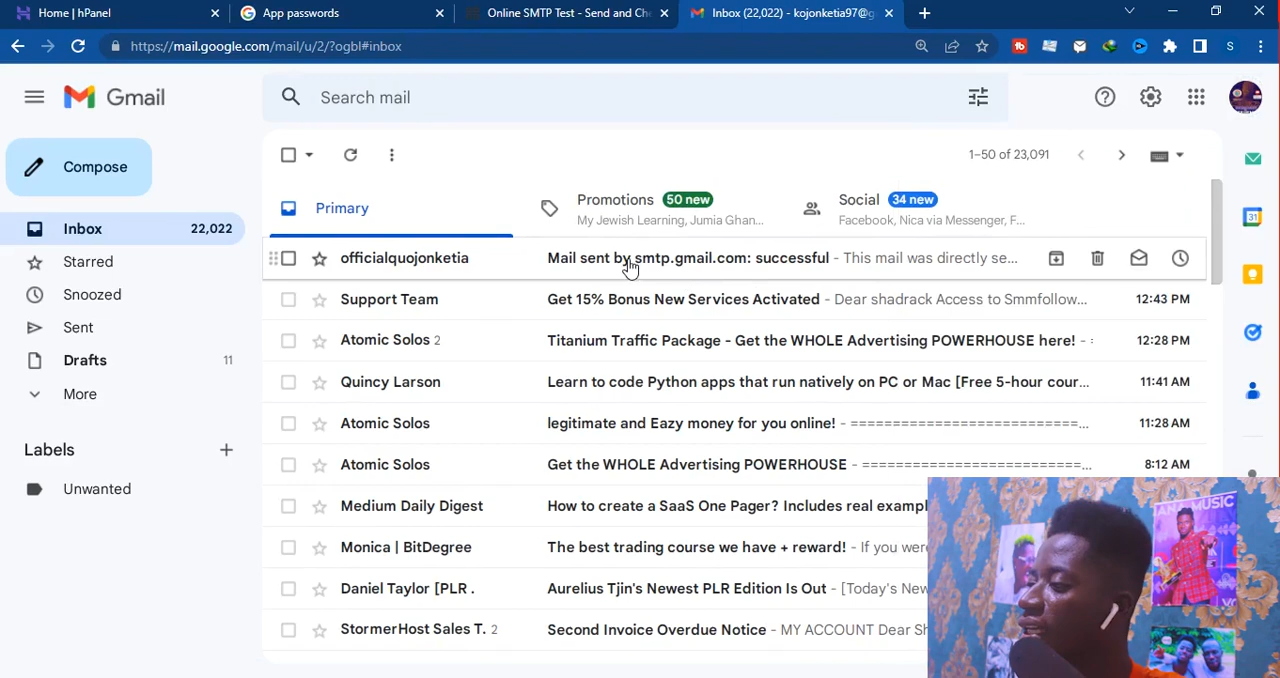 Home | hPanel
App passwords
Online SMTP Test - Send and Che
Inbox (22,022) - kojonketia97@g
https://mail.google.com/mail/u/2/?ogbl#inbox
S
Gmail
Search mail
Compose
1–50 of 23,091
Primary
Promotions 50 new
My Jewish Learning, Jumia Ghan...
Social 34 new
Facebook, Nica via Messenger, F...
Inbox 22,022
Starred
Snoozed
Sent
Drafts 11
More
Labels
Unwanted
officialquojonketia Mail sent by smtp.gmail.com: successful - This mail was directly se...
Support Team Get 15% Bonus New Services Activated - Dear shadrack Access to Smmfollow... 12:43 PM
Atomic Solos 2 Titanium Traffic Package - Get the WHOLE Advertising POWERHOUSE here! - : 12:28 PM
Quincy Larson Learn to code Python apps that run natively on PC or Mac [Free 5-hour cour... 11:41 AM
Atomic Solos legitimate and Eazy money for you online! - =========================... 11:28 AM
Atomic Solos Get the WHOLE Advertising POWERHOUSE - ========================... 8:12 AM
Medium Daily Digest How to create a SaaS One Pager? Includes real exampl
Monica | BitDegree The best trading course we have + reward! - If you were
Daniel Taylor [PLR . Aurelius Tjin's Newest PLR Edition Is Out - [Today's New
StormerHost Sales T. 2 Second Invoice Overdue Notice - MY ACCOUNT Dear Sh
31
MUSIC